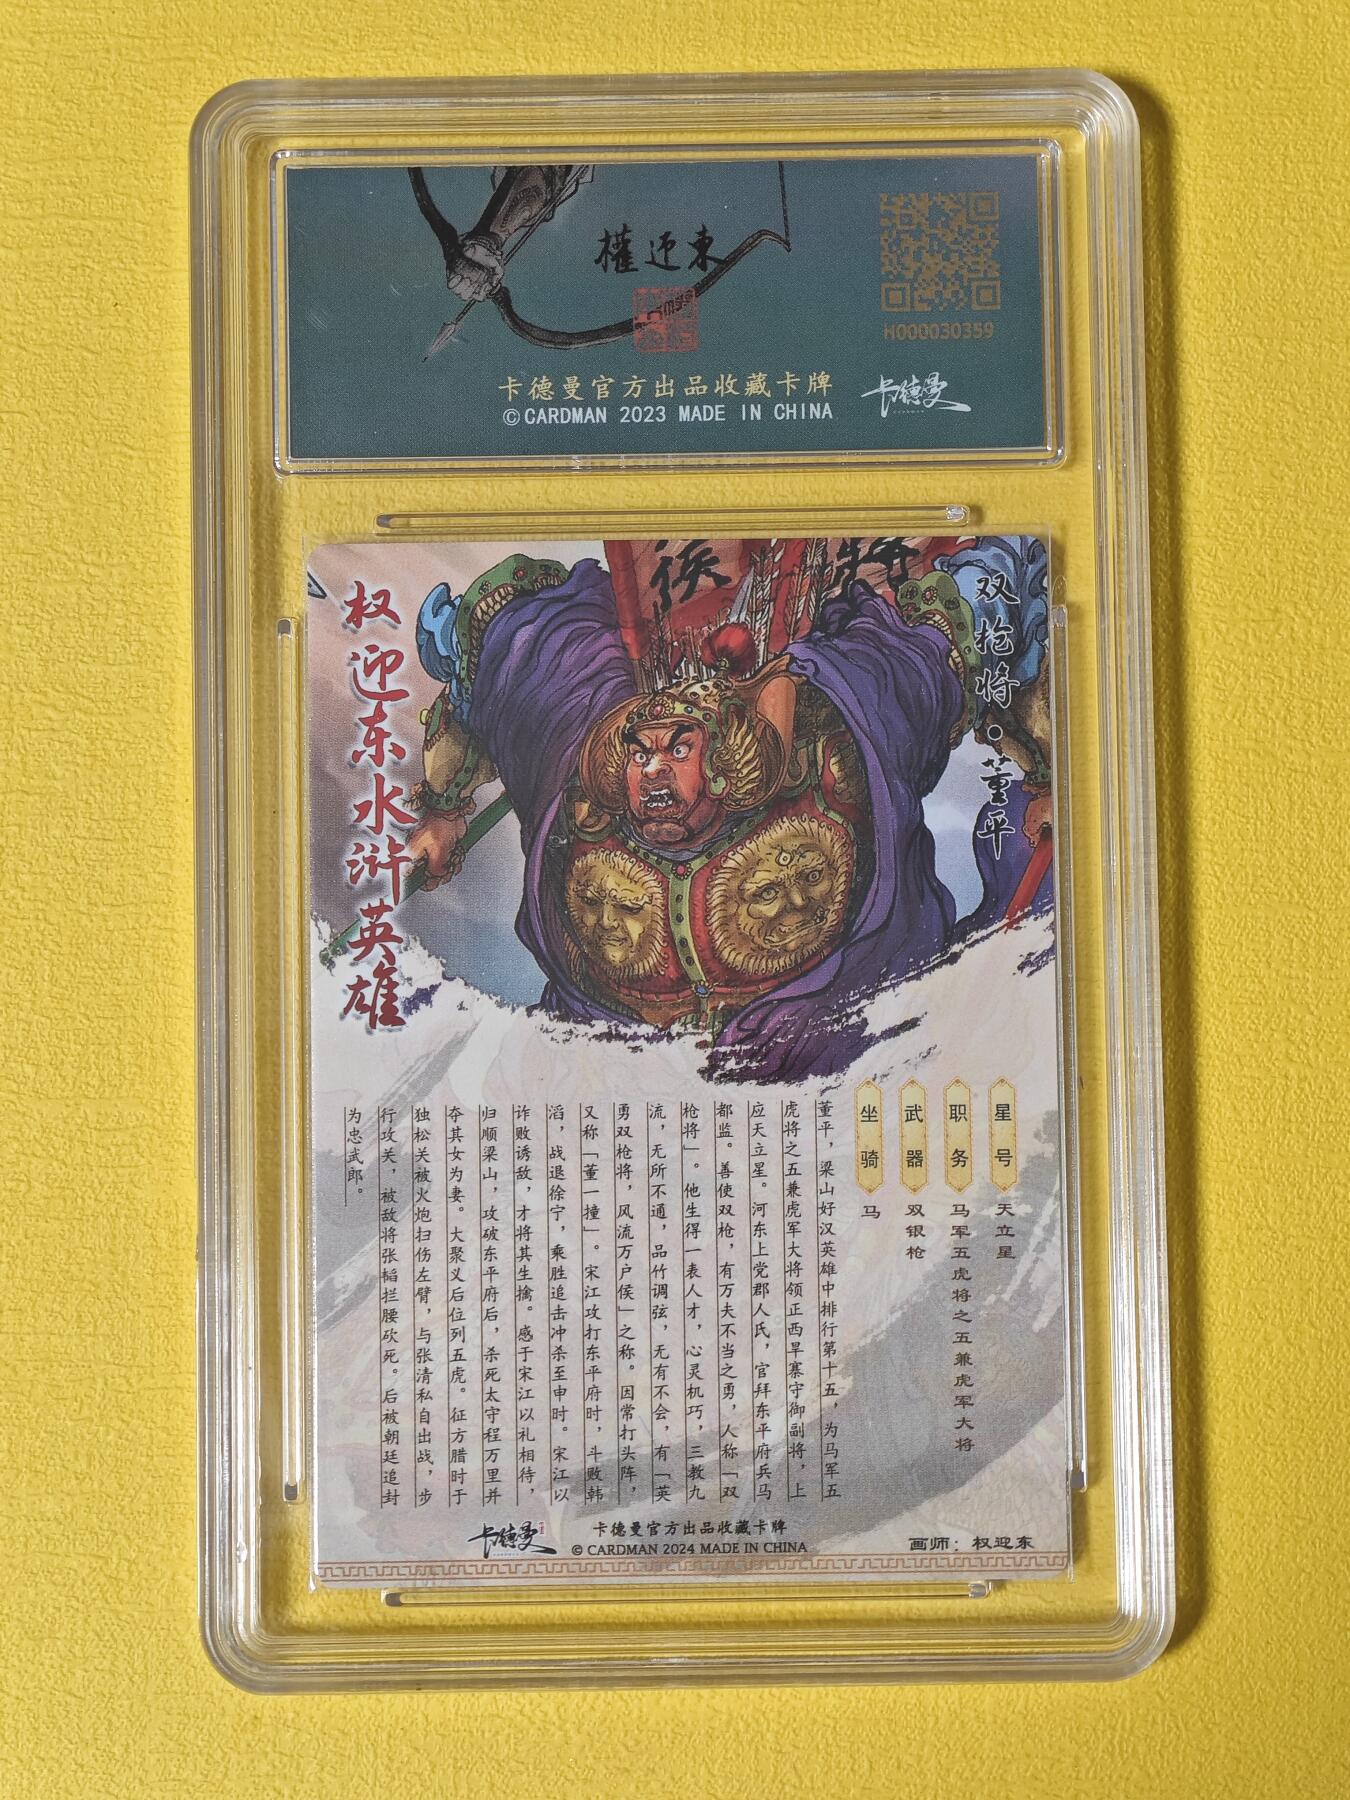 權迎東
H000030359
卡德曼官方出品收藏卡牌
©CARDMAN 2023 MADE IN CHINA
卡德曼
权迎东水浒英雄
双抢将·董平
星号 天立星
职务 马军五虎将之五兼虎军大将
武器 双银枪
坐骑 马
董平，梁山好汉英雄中排行第十五，为马军五
虎将之五兼虎军大将领正西旱寨守御副将，上
应天立星。河东上党郡人氏，官拜东平府兵马
都监。善使双枪，有万夫不当之勇，人称「双
枪将」。他生得一表人才，心灵机巧，三教九
流，无所不通，品竹调弦，无有不会，有「英
勇双枪将，风流万户侯」之称。因常打头阵，
又称「董一撞」。宋江攻打东平府时，斗败韩
滔，战退徐宁，乘胜追击冲杀至申时。宋江以
诈败诱敌，才将其生擒。感于宋江以礼相待，
归顺梁山，攻破东平府后，杀死太守程万里并
夺其女为妻。大聚义后位列五虎。征方腊时于
独松关被火炮扫伤左臂，与张清私自出战，步
行攻关，被敌将张韬拦腰砍死。后被朝廷追封
为忠武郎。
卡德曼
卡德曼官方出品收藏卡牌
© CARDMAN 2024 MADE IN CHINA
画师：权迎东